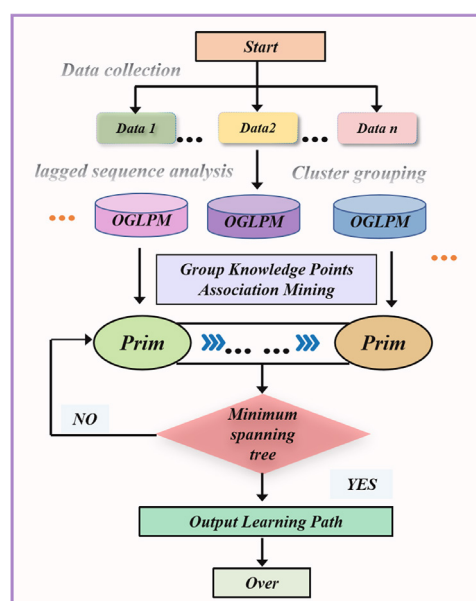 Start
Data collection
Data 1
Data2
Data n
lagged sequence analysis
Cluster grouping
OGLPM
OGLPM
OGLPM
Group Knowledge Points
Association Mining
Prim
Prim
NO
Minimum
spanning
tree
YES
Output Learning Path
Over